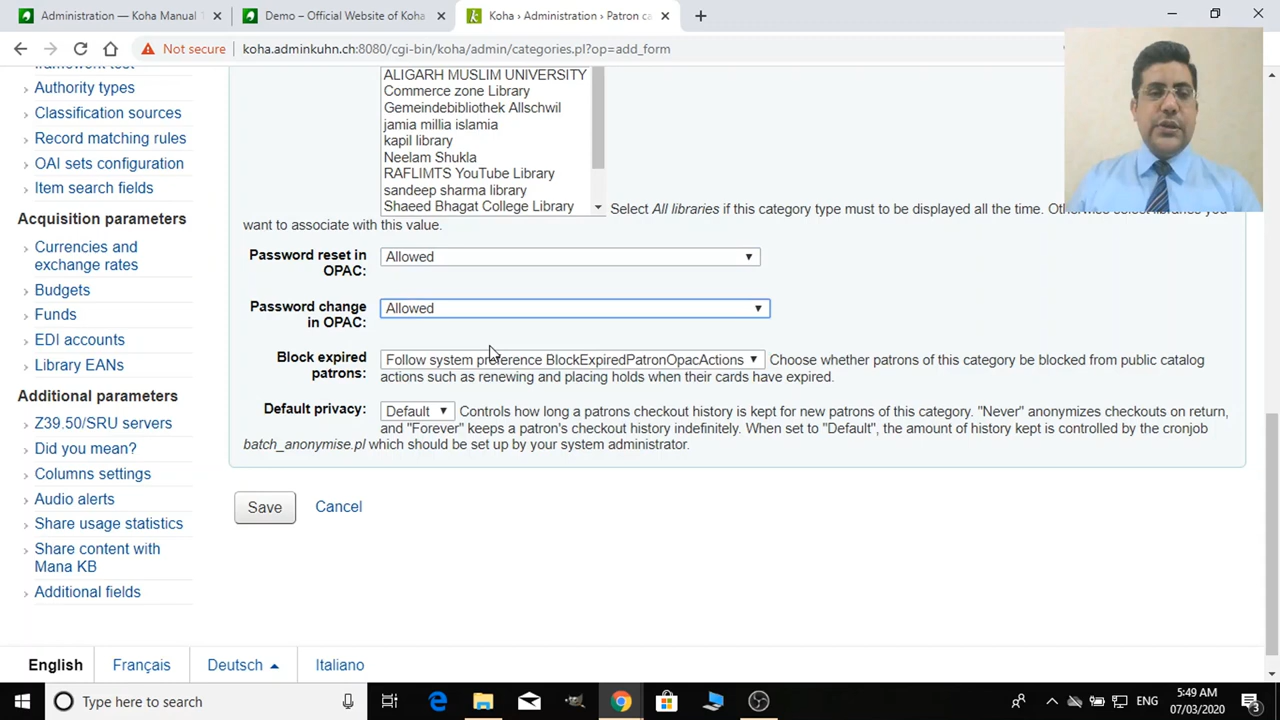 Administration — Koha Manual
Demo – Official Website of Koha
Koha › Administration › Patron ca
Not secure
koha.adminkuhn.ch:8080/cgi-bin/koha/admin/categories.pl?op=add_form
Authority types
Classification sources
Record matching rules
OAI sets configuration
Item search fields
Acquisition parameters
Currencies and
exchange rates
Budgets
Funds
EDI accounts
Library EANs
Additional parameters
Z39.50/SRU servers
Did you mean?
Columns settings
Audio alerts
Share usage statistics
Share content with
Mana KB
Additional fields
ALIGARH MUSLIM UNIVERSITY
Commerce zone Library
Gemeindebibliothek Allschwil
jamia millia islamia
kapil library
Neelam Shukla
RAFLIMTS YouTube Library
sandeep sharma library
Shaeed Bhagat College Library
Select All libraries if this category type must to be displayed all the time. Otherwise select libraries you
want to associate with this value.
Password reset in
OPAC:
Allowed
Password change
in OPAC:
Allowed
Block expired
patrons:
Follow system preference BlockExpiredPatronOpacActions
Choose whether patrons of this category be blocked from public catalog
actions such as renewing and placing holds when their cards have expired.
Default privacy:
Default
Controls how long a patrons checkout history is kept for new patrons of this category. "Never" anonymizes checkouts on return,
and "Forever" keeps a patron's checkout history indefinitely. When set to "Default", the amount of history kept is controlled by the cronjob
batch_anonymise.pl which should be set up by your system administrator.
Save
Cancel
English
Français
Deutsch
Italiano
Type here to search
ENG
5:49 AM
07/03/2020
3